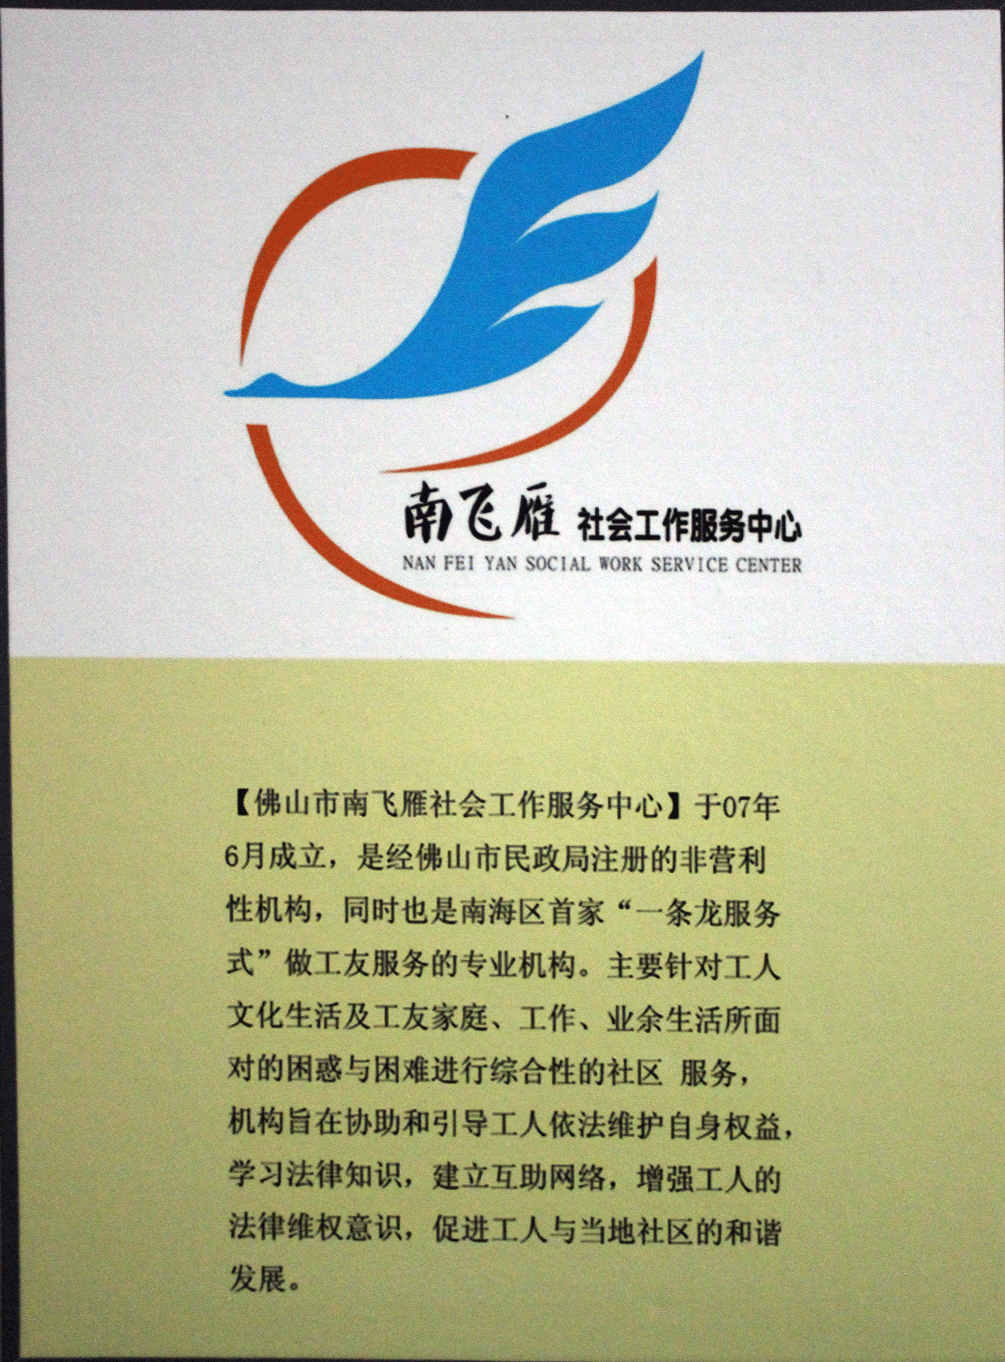 南飞雁 社会工作服务中心
NAN FEI YAN SOCIAL WORK SERVICE CENTER
【佛山市南飞雁社会工作服务中心】于07年
6月成立，是经佛山市民政局注册的非营利
性机构，同时也是南海区首家“一条龙服务
式”做工友服务的专业机构。主要针对工人
文化生活及工友家庭、工作、业余生活所面
对的困惑与困难进行综合性的社区 服务，
机构旨在协助和引导工人依法维护自身权益，
学习法律知识，建立互助网络，增强工人的
法律维权意识，促进工人与当地社区的和谐
发展。